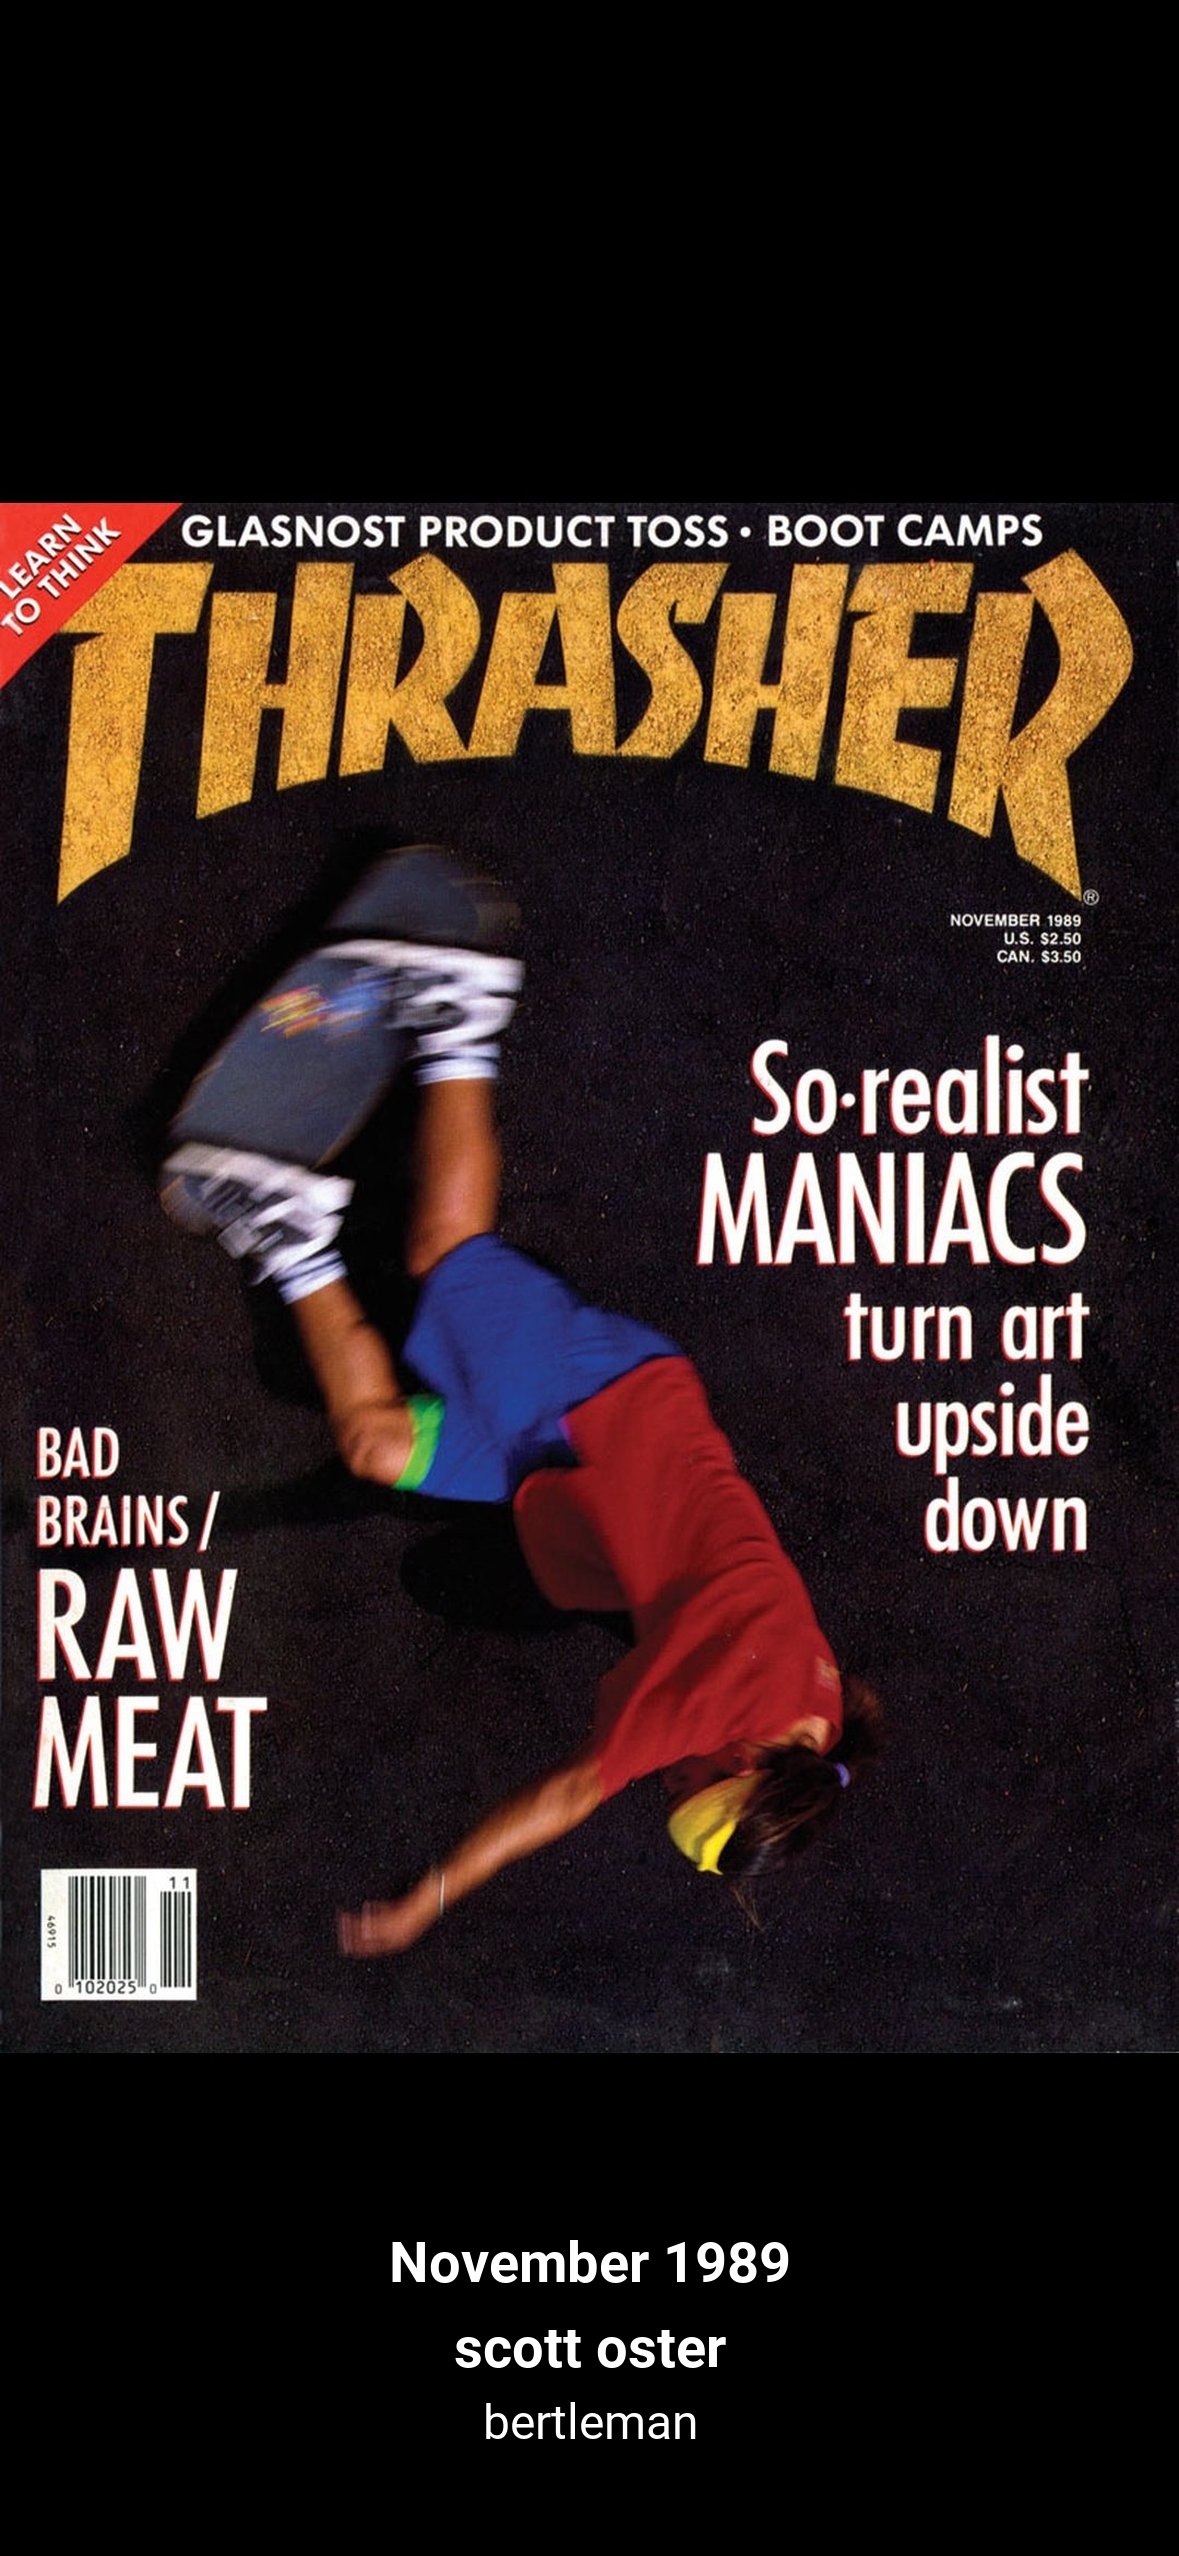 LEARN
TO THINK
GLASNOST PRODUCT TOSS • BOOT CAMPS
THRASHER
®
NOVEMBER 1989
U.S. $2.50
CAN. $3.50
So•realist
MANIACS
turn art
upside
down
BAD
BRAINS /
RAW
MEAT
11
46915
0 102025 0
November 1989
scott oster
bertleman